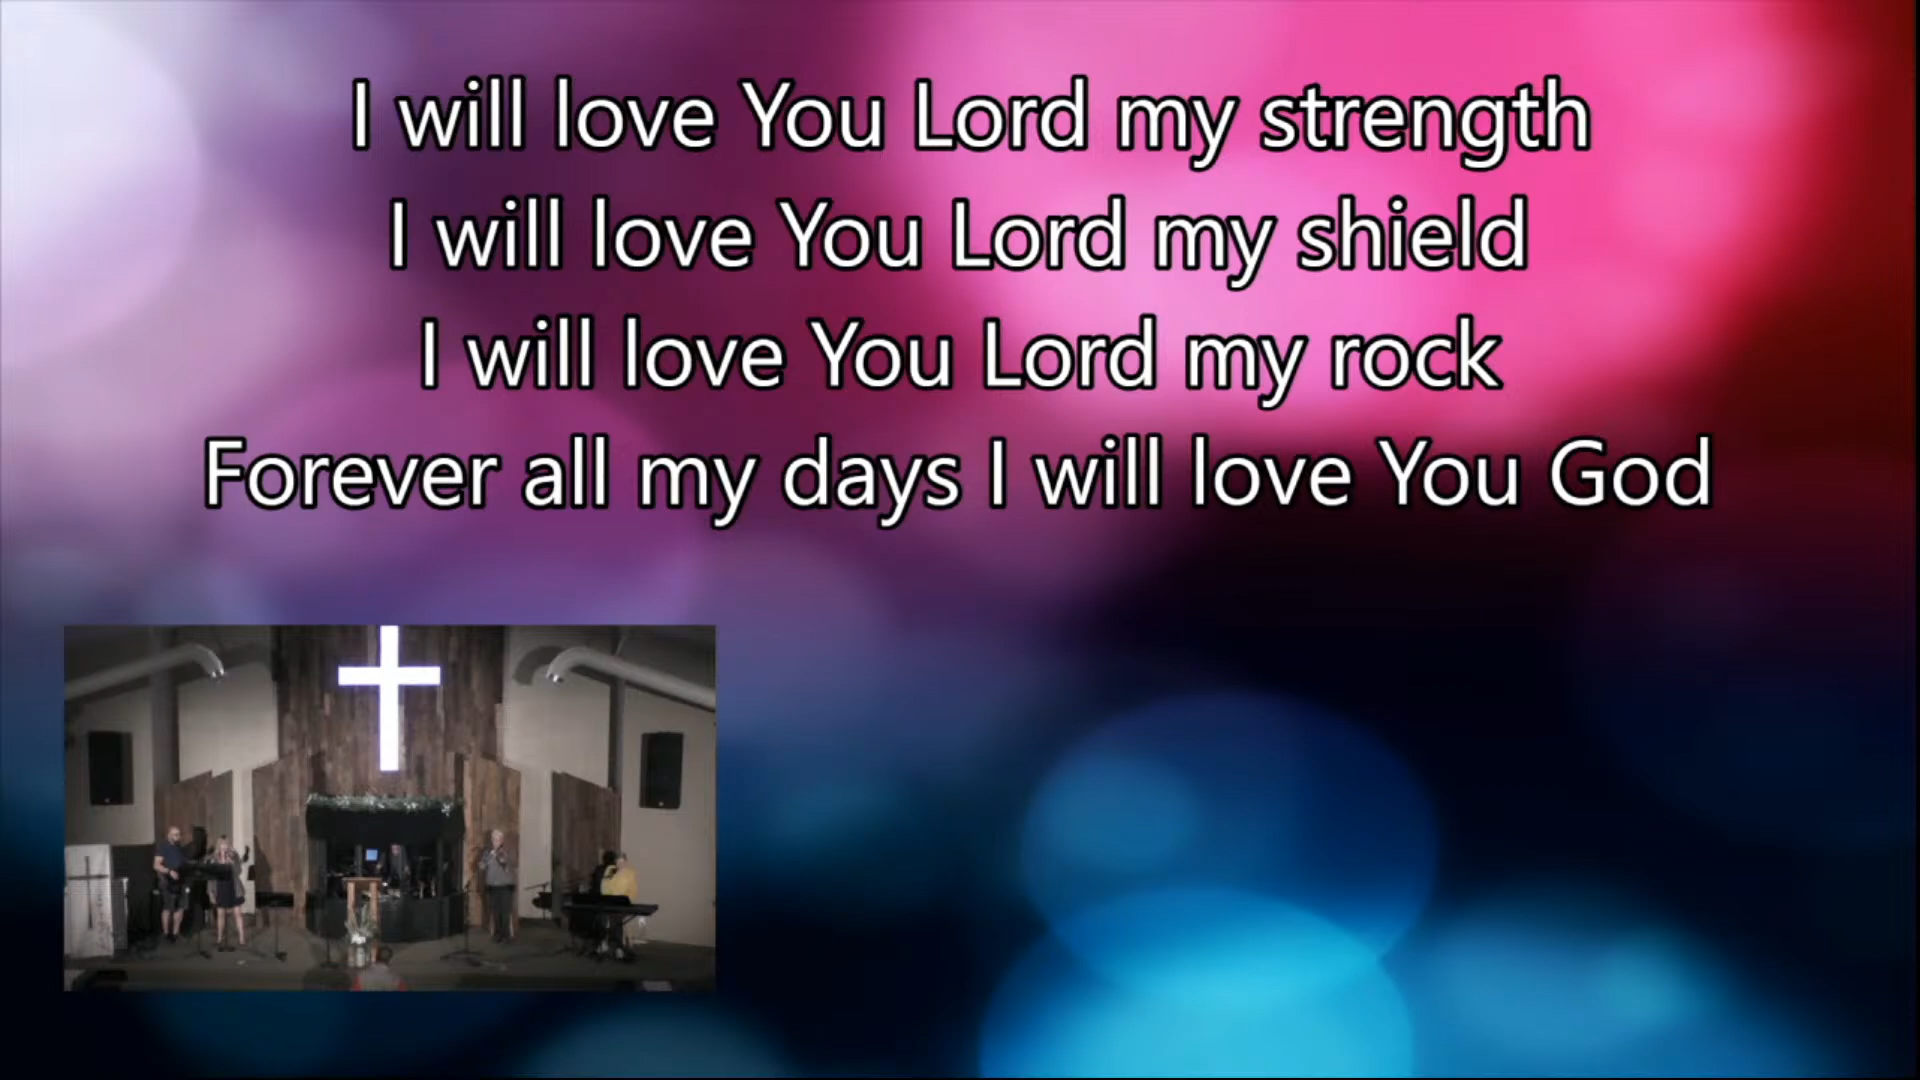 I will love You Lord my strength
I will love You Lord my shield
I will love You Lord my rock
Forever all my days I will love You God